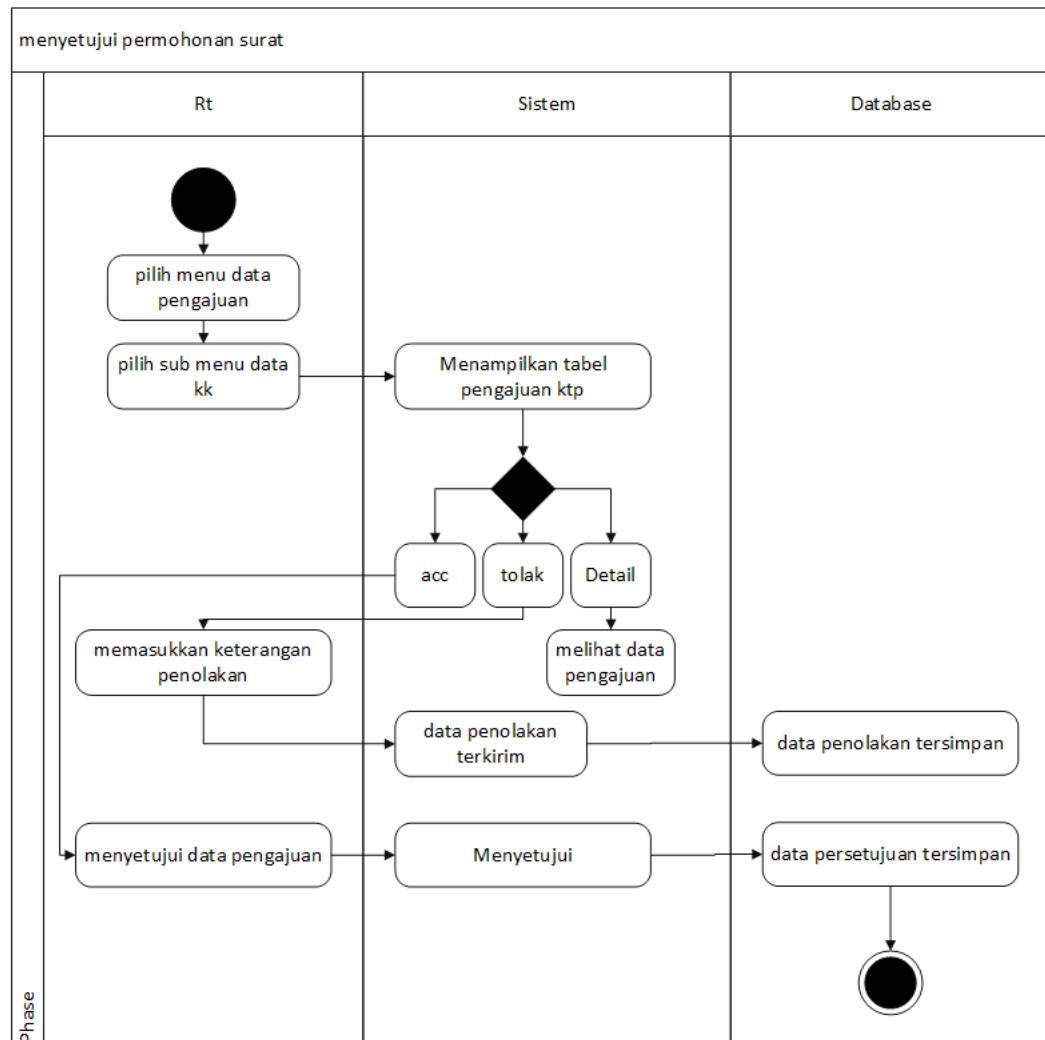 menyetujui permohonan surat
Rt
Sistem
Database
pilih menu data
pengajuan
pilih sub menu data
kk
Menampilkan tabel
pengajuan ktp
acc
tolak
Detail
memasukkan keterangan
penolakan
melihat data
pengajuan
data penolakan
terkirim
data penolakan tersimpan
menyetujui data pengajuan
Menyetujui
data persetujuan tersimpan
Phase